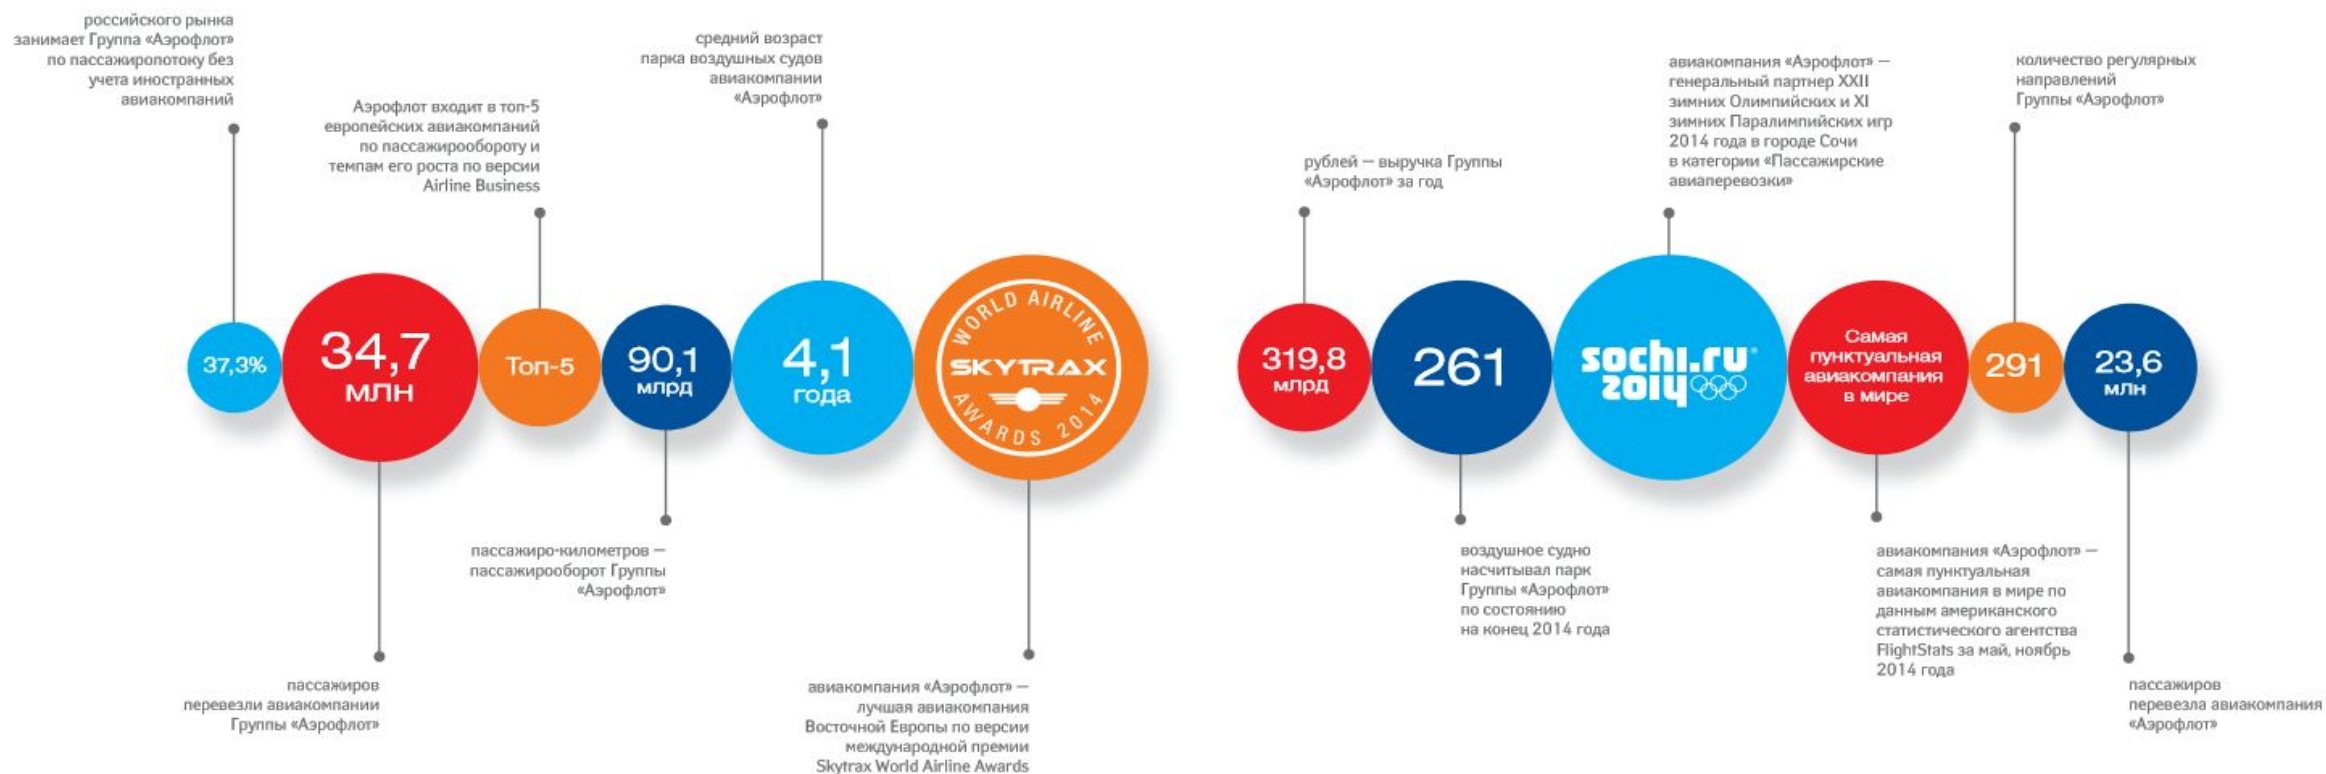 российского рынка
занимает Группа «Аэрофлот»
по пассажиропотоку без
учета иностранных
авиакомпаний
37,3%
34,7
млн
пассажиров
перевезли авиакомпании
Группы «Аэрофлот»
Аэрофлот входит в топ-5
европейских авиакомпаний
по пассажирообороту и
темпам его роста по версии
Airline Business
Топ-5
90,1
млрд
пассажиро-километров —
пассажирооборот Группы
«Аэрофлот»
средний возраст
парка воздушных судов
авиакомпании
«Аэрофлот»
4,1
года
WORLD AIRLINE
SKYTRAX
AWARDS 2014
авиакомпания «Аэрофлот» —
лучшая авиакомпания
Восточной Европы по версии
международной премии
Skytrax World Airline Awards
рублей — выручка Группы
«Аэрофлот» за год
319,8
млрд
261
воздушное судно
насчитывал парк
Группы «Аэрофлот»
по состоянию
на конец 2014 года
авиакомпания «Аэрофлот» —
генеральный партнер XXII
зимних Олимпийских и XI
зимних Паралимпийских игр
2014 года в городе Сочи
в категории «Пассажирские
авиаперевозки»
sochi.ru
2014
Самая
пунктуальная
авиакомпания
в мире
авиакомпания «Аэрофлот» —
самая пунктуальная
авиакомпания в мире по
данным американского
статистического агентства
FlightStats за май, ноябрь
2014 года
количество регулярных
направлений
Группы «Аэрофлот»
291
23,6
млн
пассажиров
перевезла авиакомпания
«Аэрофлот»